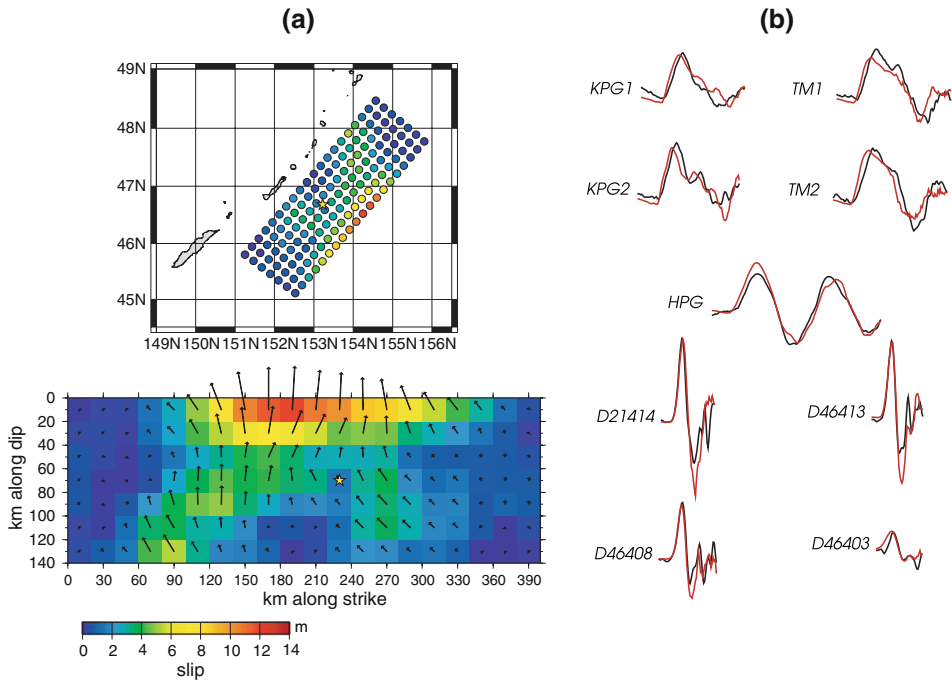 (a)
(b)
49N
48N
47N
46N
45N
149N 150N 151N 152N 153N 154N 155N 156N
km along dip
0
20
40
60
80
100
120
140
0 30 60 90 120 150 180 210 240 270 300 330 360 390
km along strike
m
0 2 4 6 8 10 12 14
slip
KPG1
TM1
KPG2
TM2
HPG
D21414
D46413
D46408
D46403